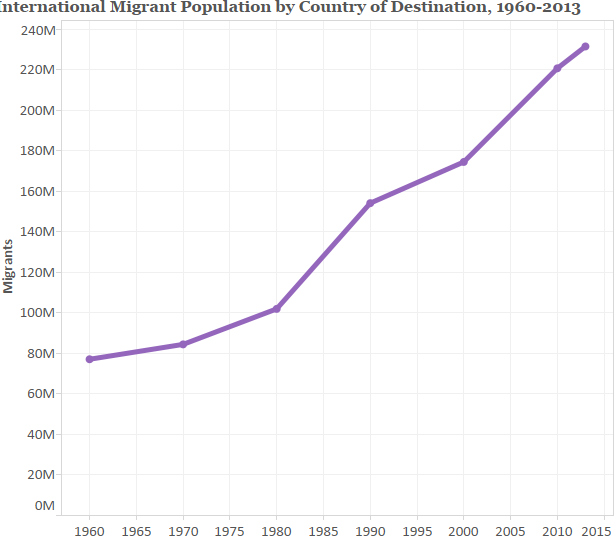 International Migrant Population by Country of Destination, 1960-2013
240M
220M
200M
180M
160M
140M
120M
100M
80M
60M
40M
20M
0M
Migrants
1960 1965 1970 1975 1980 1985 1990 1995 2000 2005 2010 2015